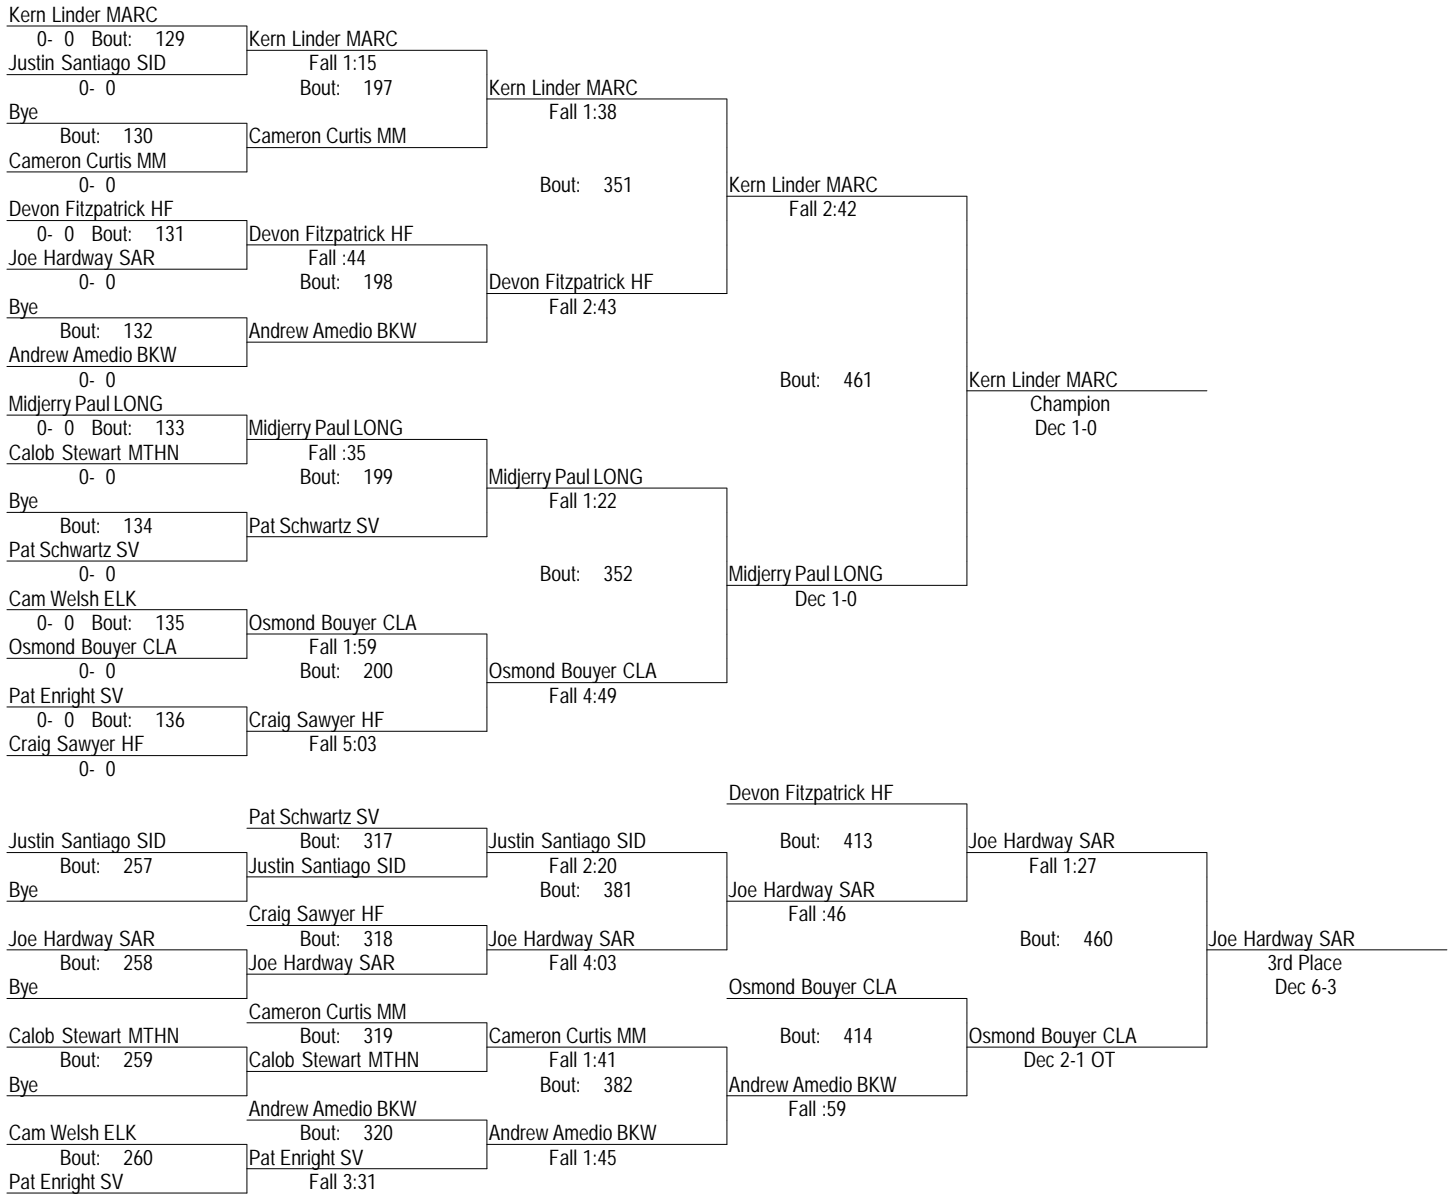 Kern Linder MARC
0- 0 Bout: 129 Kern Linder MARC
Justin Santiago SID Fall 1:15
0- 0 Bout: 197 Kern Linder MARC
Bye Fall 1:38
Bout: 130 Cameron Curtis MM
Cameron Curtis MM
0- 0 Bout: 351 Kern Linder MARC
Devon Fitzpatrick HF Fall 2:42
0- 0 Bout: 131 Devon Fitzpatrick HF
Joe Hardway SAR Fall :44
0- 0 Bout: 198 Devon Fitzpatrick HF
Bye Fall 2:43
Bout: 132 Andrew Amedio BKW
Andrew Amedio BKW
0- 0 Bout: 461 Kern Linder MARC
Midjerry Paul LONG Champion
0- 0 Bout: 133 Midjerry Paul LONG Dec 1-0
Calob Stewart MTHN Fall :35
0- 0 Bout: 199 Midjerry Paul LONG
Bye Fall 1:22
Bout: 134 Pat Schwartz SV
Pat Schwartz SV
0- 0 Bout: 352 Midjerry Paul LONG
Cam Welsh ELK Dec 1-0
0- 0 Bout: 135 Osmond Bouyer CLA
Osmond Bouyer CLA Fall 1:59
0- 0 Bout: 200 Osmond Bouyer CLA
Pat Enright SV Fall 4:49
0- 0 Bout: 136 Craig Sawyer HF
Craig Sawyer HF Fall 5:03
0- 0
Devon Fitzpatrick HF
Pat Schwartz SV
Justin Santiago SID Bout: 317 Justin Santiago SID Bout: 413 Joe Hardway SAR
Bout: 257 Justin Santiago SID Fall 2:20 Fall 1:27
Bye Bout: 381 Joe Hardway SAR
Craig Sawyer HF Fall :46
Joe Hardway SAR Bout: 318 Joe Hardway SAR Bout: 460 Joe Hardway SAR
Bout: 258 Joe Hardway SAR Fall 4:03 3rd Place
Bye Osmond Bouyer CLA Dec 6-3
Cameron Curtis MM
Calob Stewart MTHN Bout: 319 Cameron Curtis MM Bout: 414 Osmond Bouyer CLA
Bout: 259 Calob Stewart MTHN Fall 1:41 Dec 2-1 OT
Bye Bout: 382 Andrew Amedio BKW
Andrew Amedio BKW Fall :59
Cam Welsh ELK Bout: 320 Andrew Amedio BKW
Bout: 260 Pat Enright SV Fall 1:45
Pat Enright SV Fall 3:31